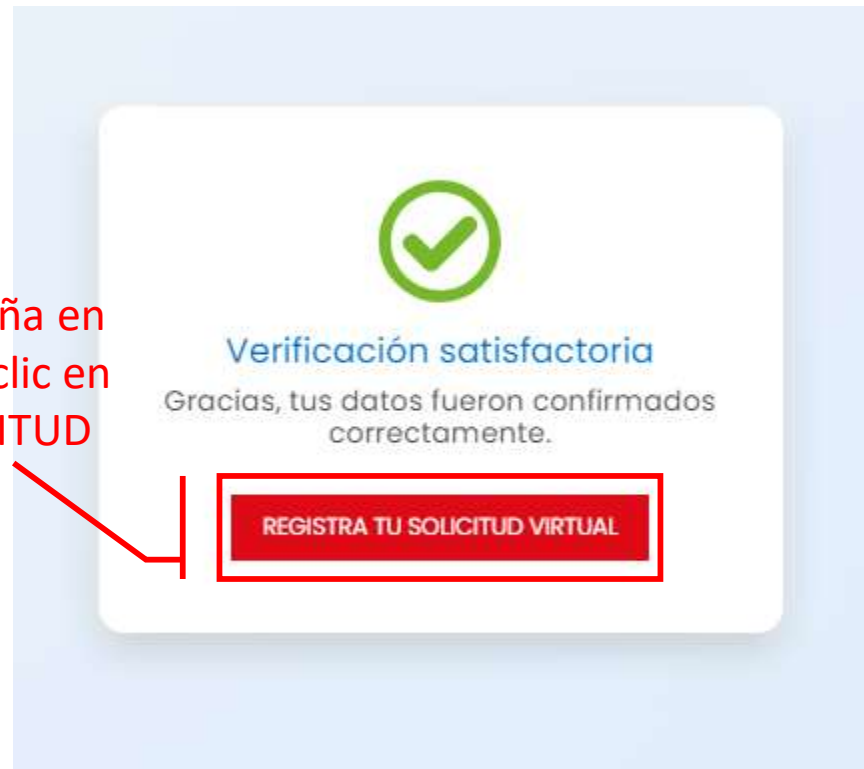 ña en
clic en
ITUD
Verificación satisfactoria
Gracias, tus datos fueron confirmados
correctamente.
REGISTRA TU SOLICITUD VIRTUAL